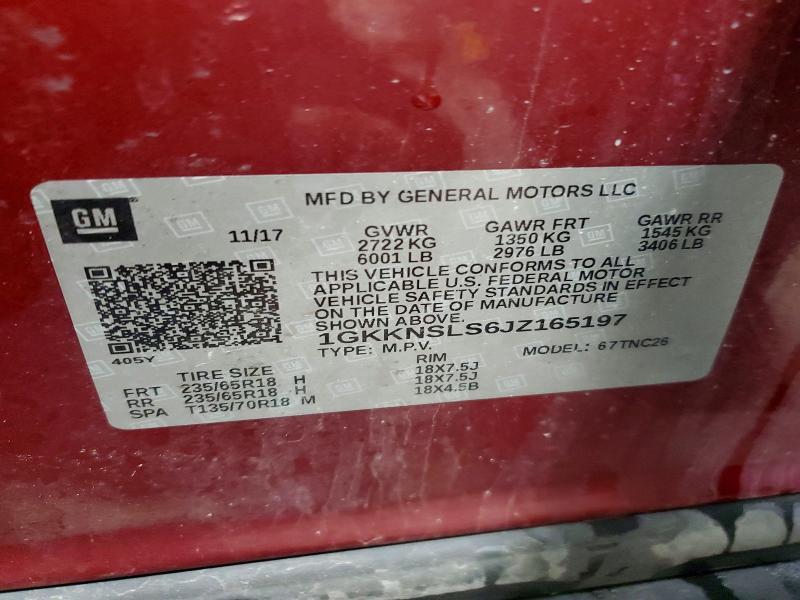 MFD BY GENERAL MOTORS LLC
GM
11/17
GVWR
2722 KG
6001 LB
GAWR FRT
1350 KG
2976 LB
GAWR RR
1545 KG
3406 LB
THIS VEHICLE CONFORMS TO ALL
APPLICABLE U.S. FEDERAL MOTOR
VEHICLE SAFETY STANDARDS IN EFFECT
ON THE DATE OF MANUFACTURE
SHOWN ABOVE.
1GKKNSLS6JZ165197
405Y
TYPE: M.P.V.
MODEL: 67TNC26
TIRE SIZE
RIM
FRT 235/65R18 H 18X7.5J
RR 235/65R18 H 18X7.5J
SPA T135/70R18 M 18X4.5B